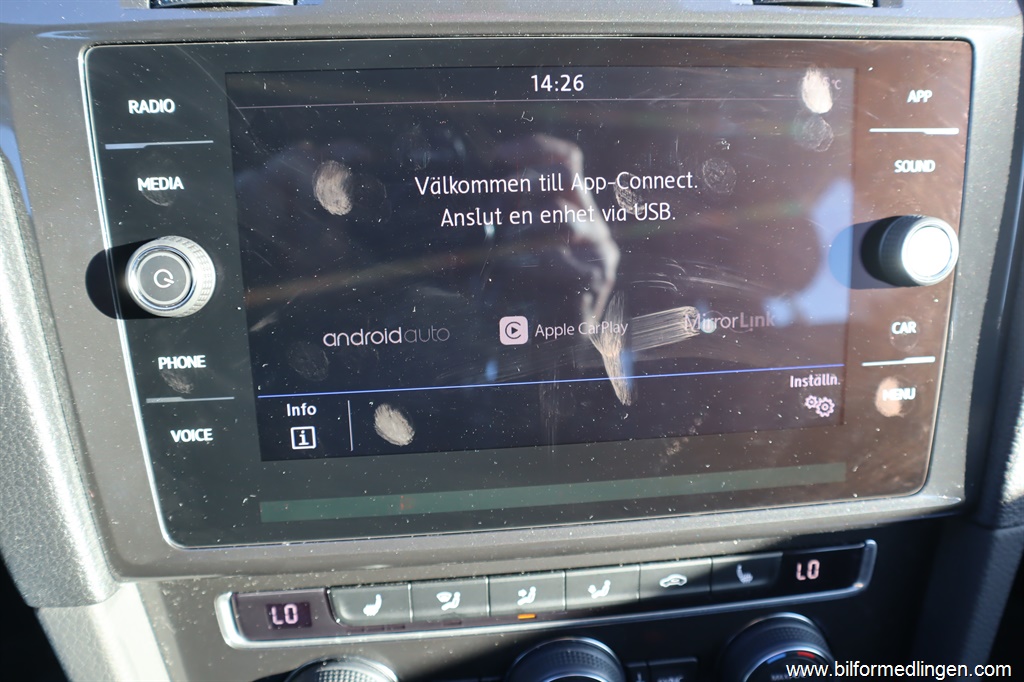 14:26
°C
RADIO
MEDIA
PHONE
VOICE
Välkommen till App-Connect.
Anslut en enhet via USB.
androidauto
Apple CarPlay
MirrorLink
Info
i
Inställn.
APP
SOUND
CAR
MENU
LO
LO
www.bilformedlingen.com